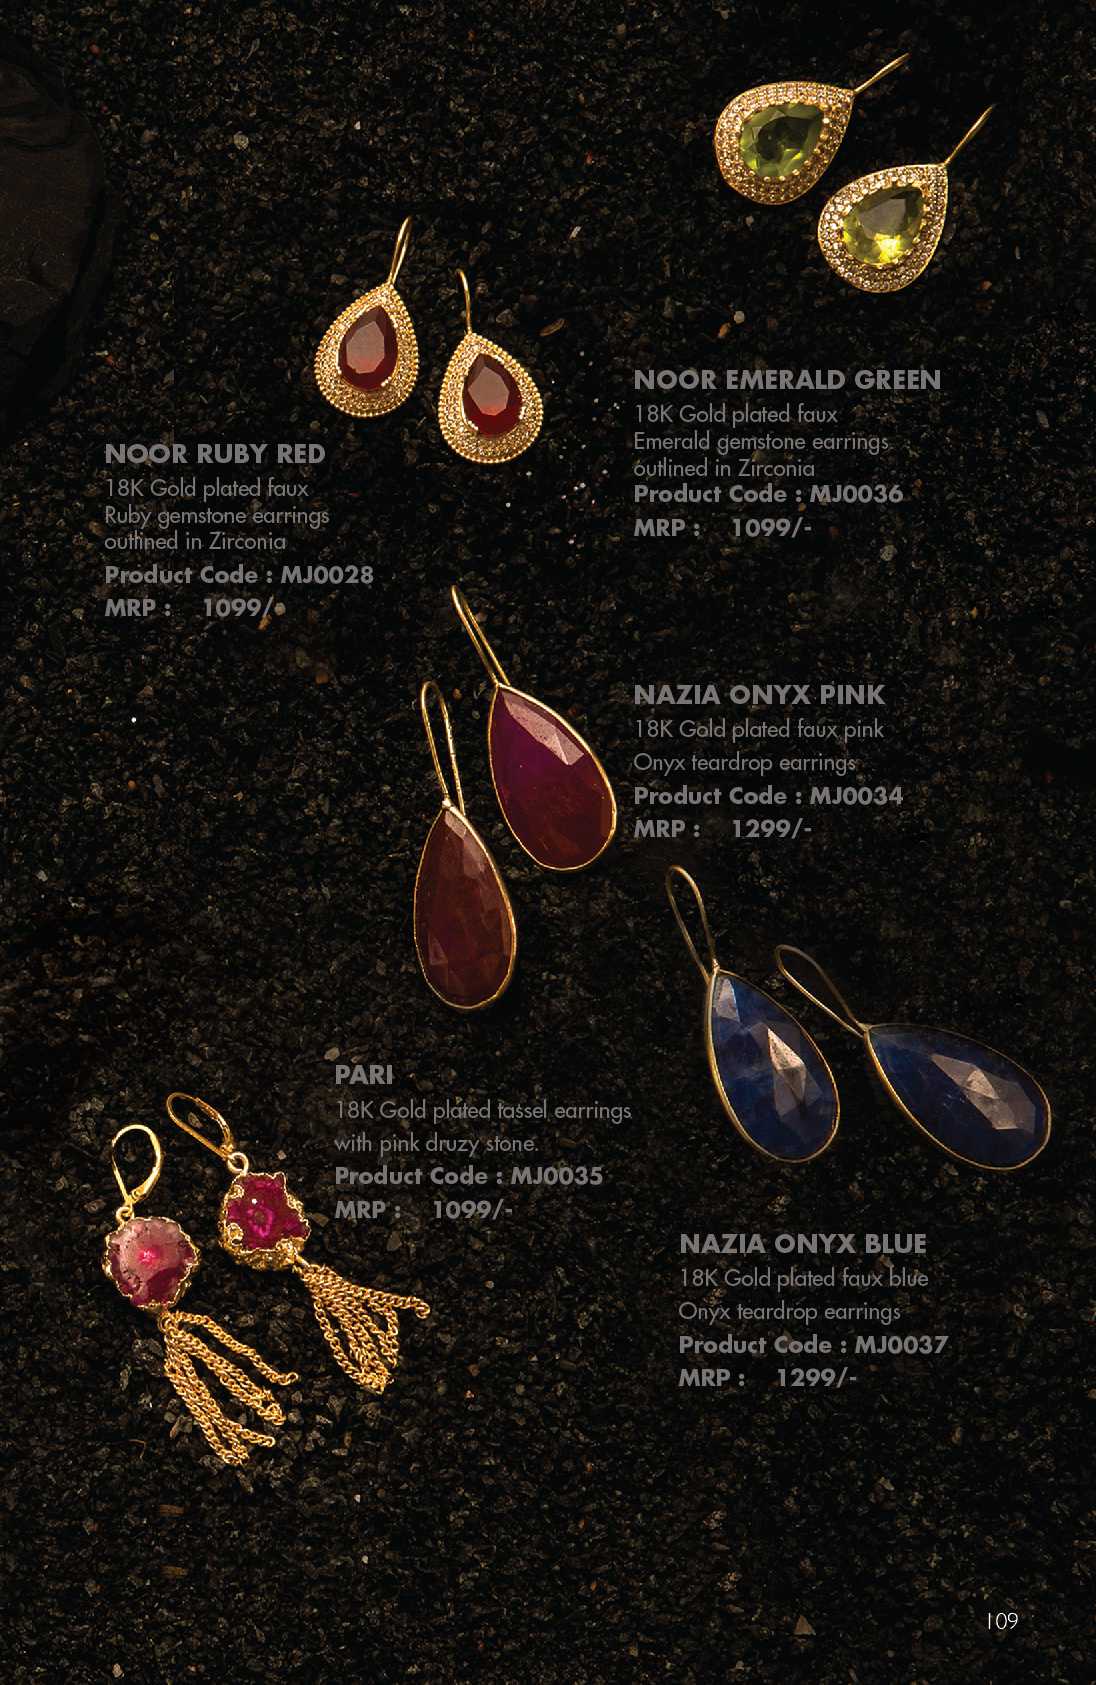 NOOR EMERALD GREEN
18K Gold plated faux
Emerald gemstone earrings
outlined in Zirconia
Product Code : MJ0036
MRP : 1099/-
NOOR RUBY RED
18K Gold plated faux
Ruby gemstone earrings
outlined in Zirconia
Product Code : MJ0028
MRP : 1099/-
NAZIA ONYX PINK
18K Gold plated faux pink
Onyx teardrop earrings
Product Code : MJ0034
MRP : 1299/-
PARI
18K Gold plated tassel earrings
with pink druzy stone.
Product Code : MJ0035
MRP : 1099/-
NAZIA ONYX BLUE
18K Gold plated faux blue
Onyx teardrop earrings
Product Code : MJ0037
MRP : 1299/-
109